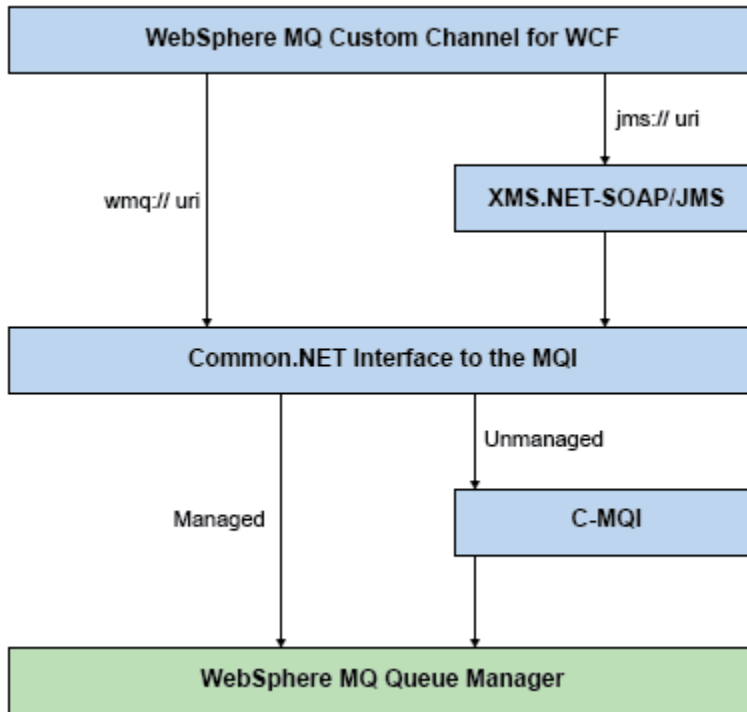 WebSphere MQ Custom Channel for WCF
jms:// uri
XMS.NET-SOAP/JMS
wmq:// uri
Common.NET Interface to the MQI
Unmanaged
C-MQI
Managed
WebSphere MQ Queue Manager